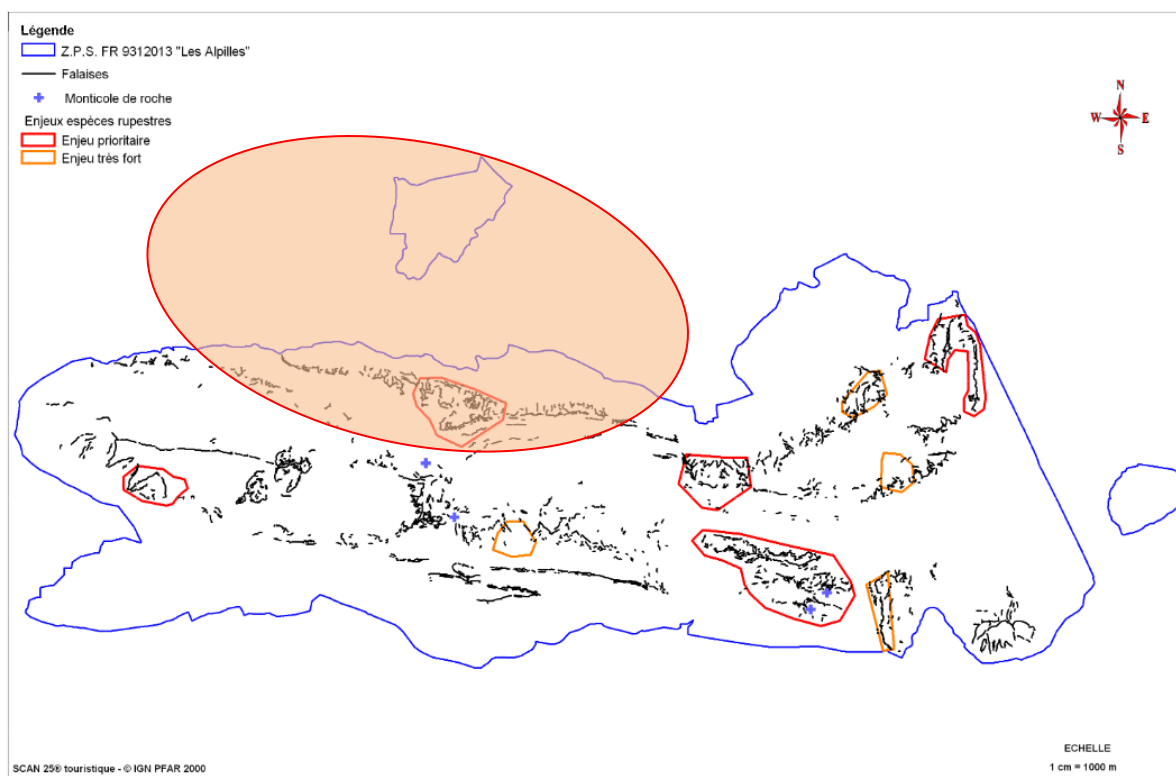 Légende
Z.P.S. FR 9312013 "Les Alpilles"
Falaises
Monticole de roche
Enjeux espèces rupestres
Enjeu prioritaire
Enjeu très fort
N
W E
S
ECHELLE
1 cm = 1000 m
SCAN 25® touristique - © IGN PFAR 2000